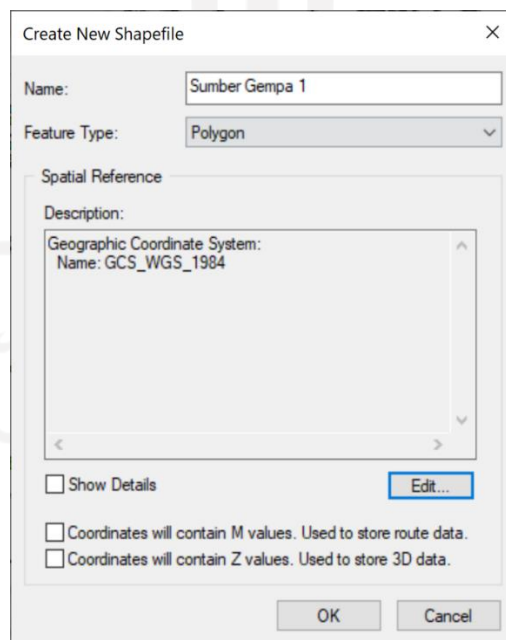 Create New Shapefile
Name: Sumber Gempa 1
Feature Type: Polygon
Spatial Reference
Description:
Geographic Coordinate System:
Name: GCS_WGS_1984
Show Details
Edit...
Coordinates will contain M values. Used to store route data.
Coordinates will contain Z values. Used to store 3D data.
OK Cancel